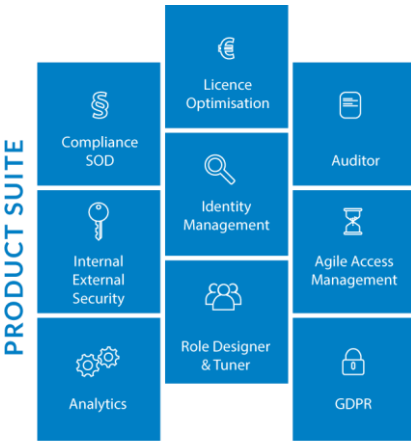 PRODUCT SUITE
§
Compliance
SOD
Internal
External
Security
Analytics
€
Licence
Optimisation
Identity
Management
Role Designer
& Tuner
Auditor
Agile Access
Management
GDPR